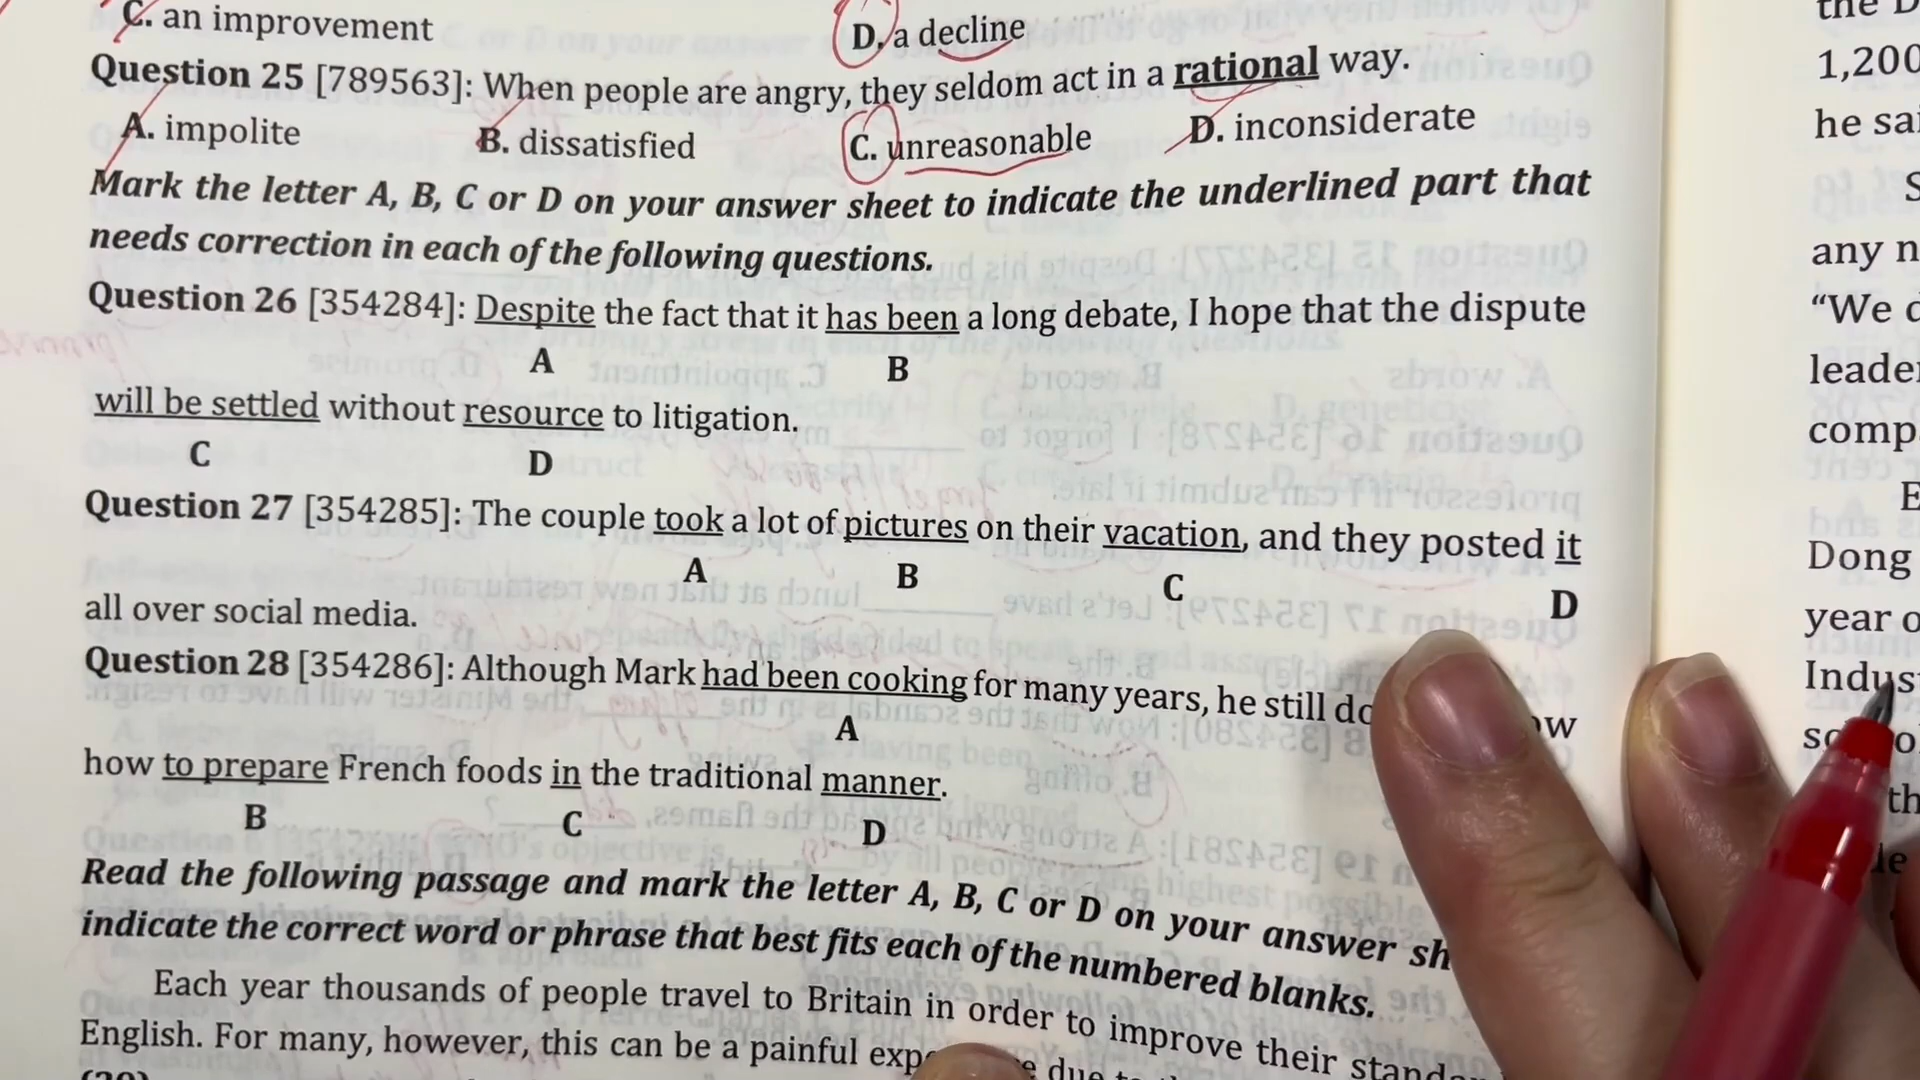 C. an improvement
D. a decline
Question 25 [789563]: When people are angry, they seldom act in a rational way.
A. impolite B. dissatisfied C. unreasonable D. inconsiderate
Mark the letter A, B, C or D on your answer sheet to indicate the underlined part that
needs correction in each of the following questions.
Question 26 [354284]: Despite the fact that it has been a long debate, I hope that the dispute
A B
will be settled without resource to litigation.
C D
Question 27 [354285]: The couple took a lot of pictures on their vacation, and they posted it
A B C D
all over social media.
Question 28 [354286]: Although Mark had been cooking for many years, he still
A
how to prepare French foods in the traditional manner.
B C D
Read the following passage and mark the letter A, B, C or D on your answer
indicate the correct word or phrase that best fits each of the numbered blanks.
Each year thousands of people travel to Britain in order to improve their
English. For many, however, this can be a painful due
the
1,200
he
any
“We
leader
comp
Dong
year